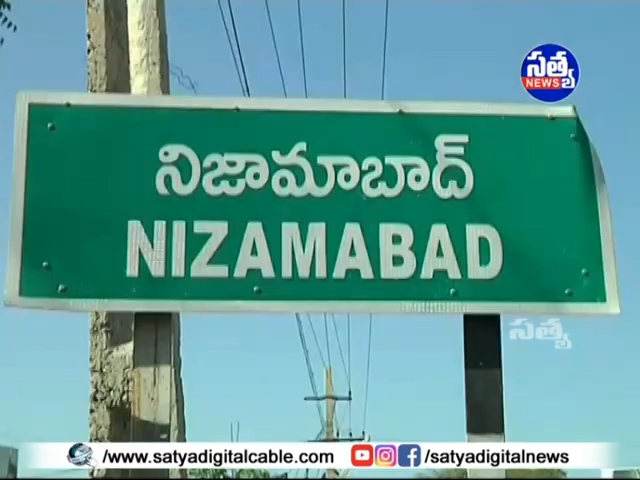 సత్య
NEWS
నిజామాబాద్
NIZAMABAD
సత్య
/www.satyadigitalcable.com/
/satyadigitalnews